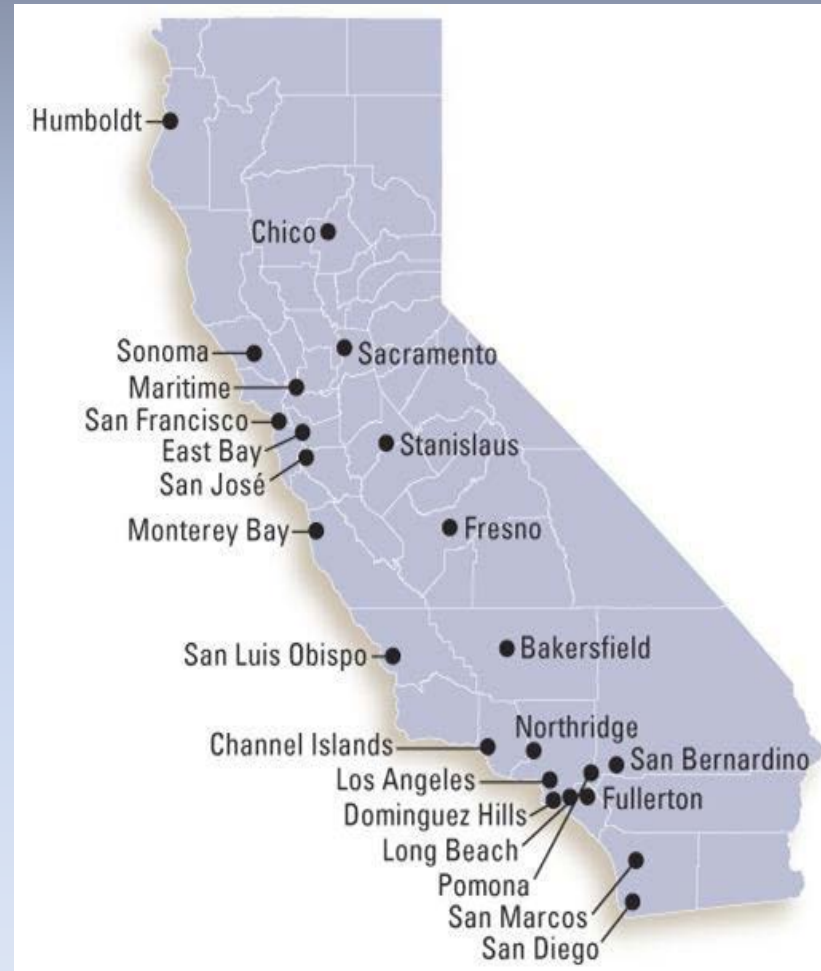 Humboldt
Chico
Sonoma
Sacramento
Maritime
San Francisco
East Bay
Stanislaus
San José
Monterey Bay
Fresno
San Luis Obispo
Bakersfield
Northridge
Channel Islands
San Bernardino
Los Angeles
Fullerton
Dominguez Hills
Long Beach
Pomona
San Marcos
San Diego